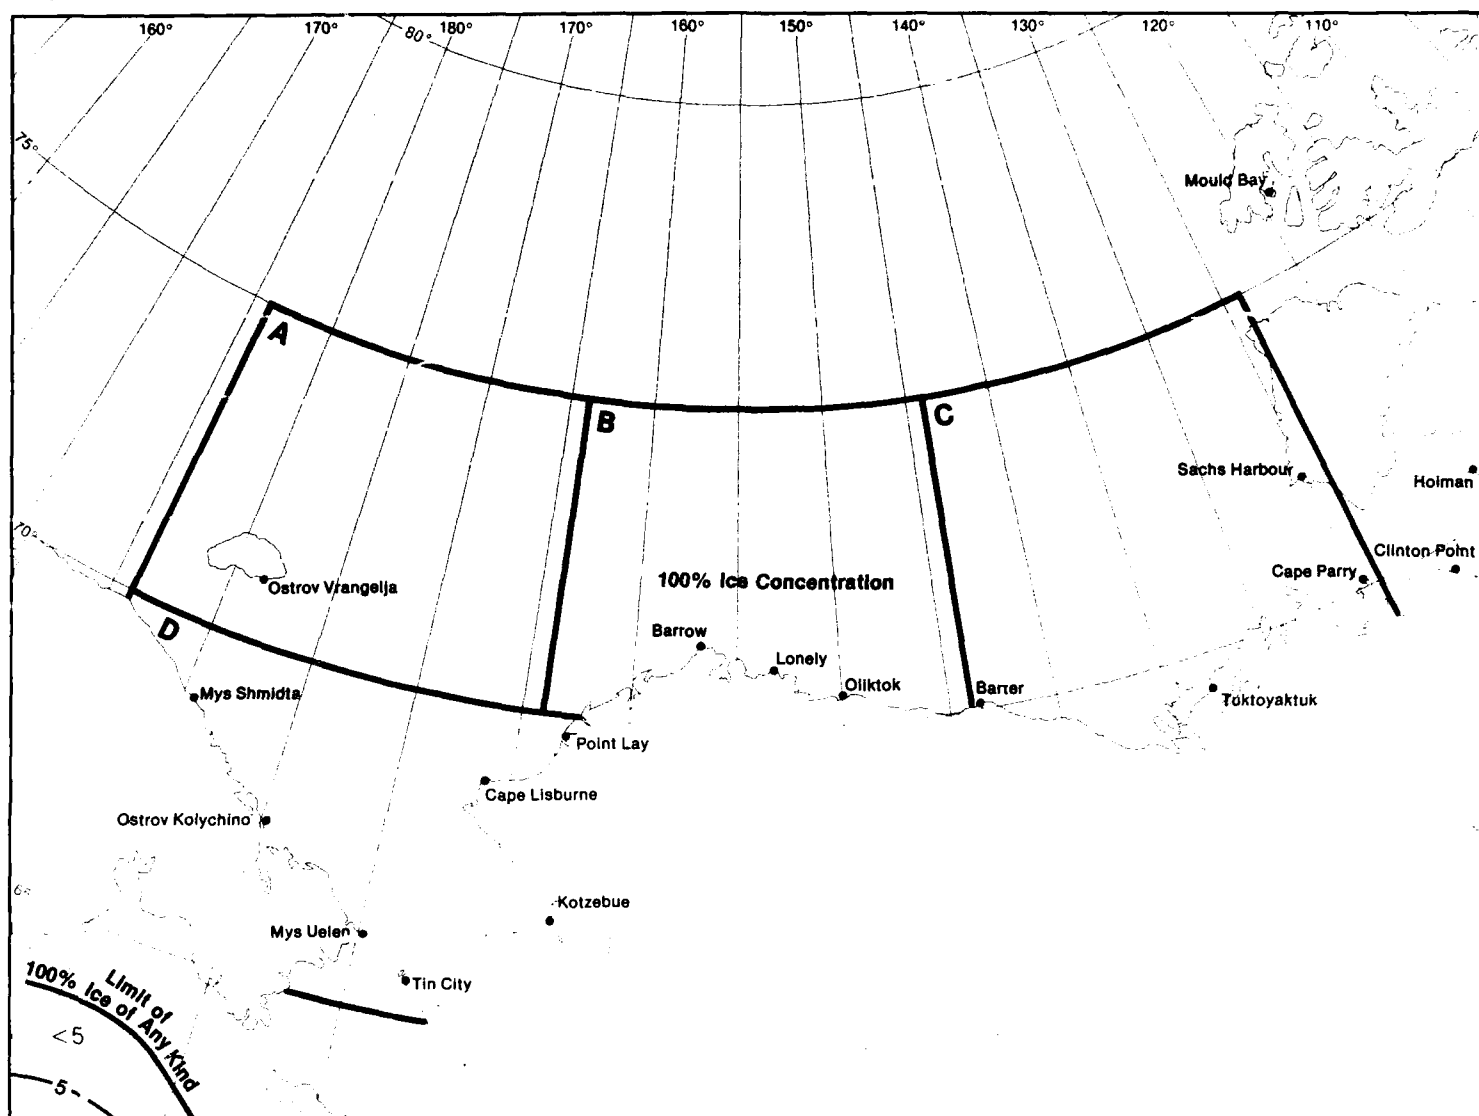 160°
170°
80°
180°
170°
160°
150°
140°
130°
120°
110°
75°
Mould Bay
A
B
C
Sachs Harbour
Holman
70°
Ostrov Vrangelja
100% Ice Concentration
Clinton Point
Cape Parry
D
Barrow
Lonely
Oliktok
Barter
Mys Shmidta
Tuktoyaktuk
Point Lay
Cape Lisburne
Ostrov Kolychino
Kotzebue
Mys Uelen
Tin City
Limit of
100% Ice of Any Kind
<5
5